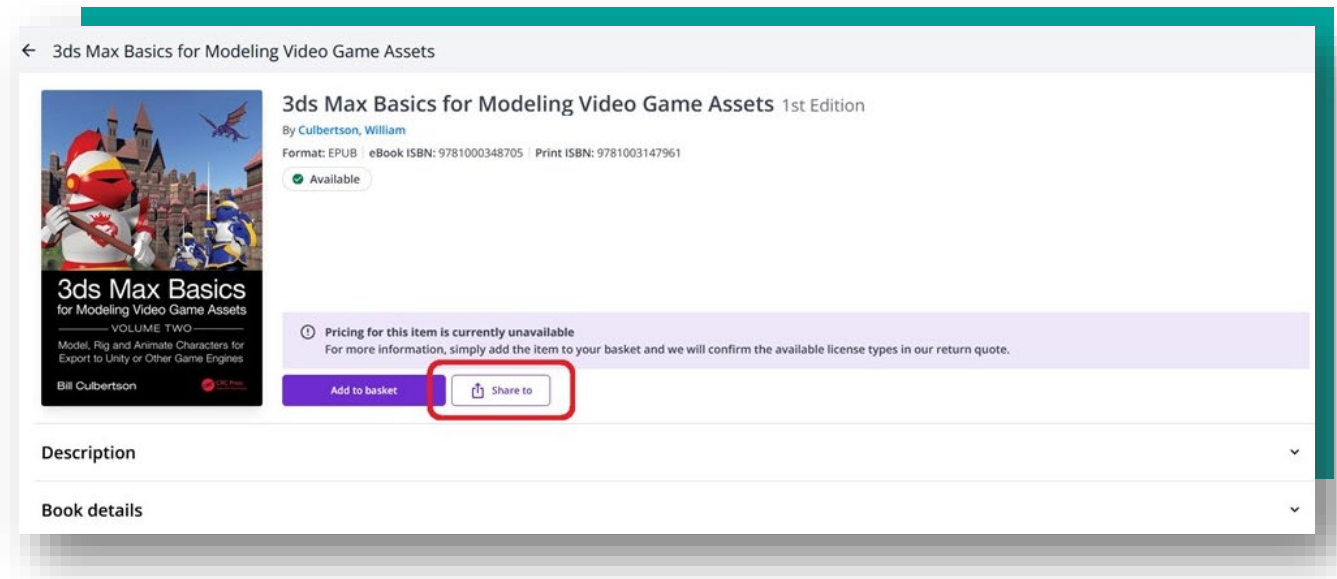 ← 3ds Max Basics for Modeling Video Game Assets
3ds Max Basics
for Modeling Video Game Assets
VOLUME TWO
Model, Rig and Animate Characters for
Export to Unity or Other Game Engines
Bill Culbertson
CRC Press
3ds Max Basics for Modeling Video Game Assets 1st Edition
By Culbertson, William
Format: EPUB | eBook ISBN: 9781000348705 | Print ISBN: 9781003147961
Available
Pricing for this item is currently unavailable
For more information, simply add the item to your basket and we will confirm the available license types in our return quote.
Add to basket
Share to
Description
Book details